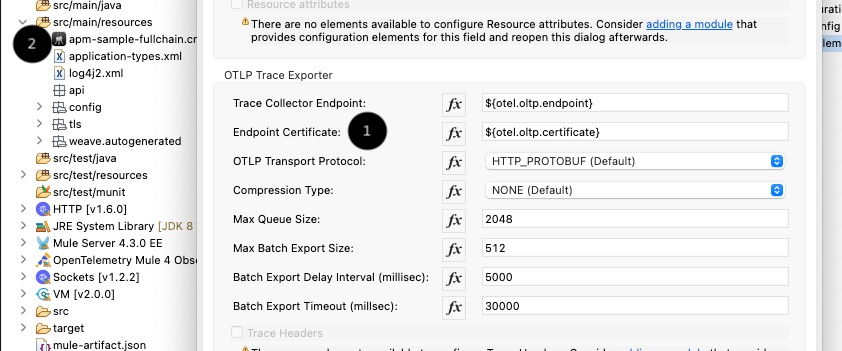 src/main/java
src/main/resources
2
apm-sample-fullchain.cr
application-types.xml
log4j2.xml
api
config
tls
weave.autogenerated
src/test/java
src/test/resources
src/test/munit
HTTP [v1.6.0]
JRE System Library [JDK 8
Mule Server 4.3.0 EE
OpenTelemetry Mule 4 Obs
Sockets [v1.2.2]
VM [v2.0.0]
src
target
mule-artifact.json
Resource attributes
There are no elements available to configure Resource attributes. Consider adding a module that
provides configuration elements for this field and reopen this dialog afterwards.
OTLP Trace Exporter
Trace Collector Endpoint: fx ${otel.oltp.endpoint}
Endpoint Certificate: 1 fx ${otel.oltp.certificate}
OTLP Transport Protocol: fx HTTP_PROTOBUF (Default)
Compression Type: fx NONE (Default)
Max Queue Size: fx 2048
Max Batch Export Size: fx 512
Batch Export Delay Interval (millisec): fx 5000
Batch Export Timeout (millsec): fx 30000
Trace Headers
nfig
lem